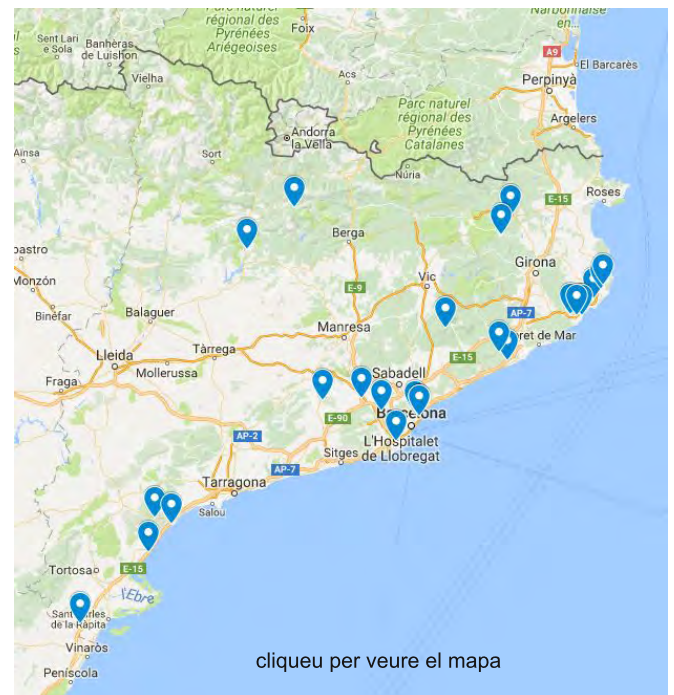 Parc naturel
régional des
Pyrénées
Ariégeoises
Foix
Narbonnaise
en...
Sent Lari
e Sola
Banhèras
de Luishon
A9
El Barcarès
Vielha
Acs
Perpinyà
Parc naturel
régional des
Pyrénées
Catalanes
Argelers
Andorra
la Vella
Ainsa
Sort
Núria
Roses
E-15
Berga
bastro
Girona
Vic
Monzón
E-9
Binéfar
Balaguer
AP-7
Manresa
ret de Mar
Lleida
Tàrrega
E-15
Mollerussa
Sabadell
Fraga
Barcelona
E-90
AP-2
L'Hospitalet
de Llobregat
Sitges
AP-7
Tarragona
Salou
Tortosa
E-15
l'Ebre
Sant Carles
de la Ràpita
Vinaròs
Peníscola
cliqueu per veure el mapa